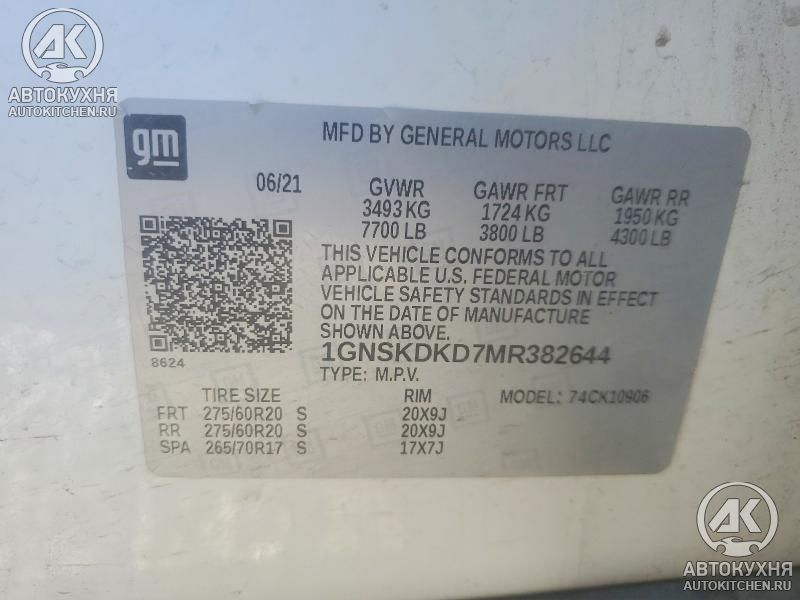 АК
АВТОКУХНЯ
AUTOKITCHEN.RU
gm
MFD BY GENERAL MOTORS LLC
06/21 GVWR GAWR FRT GAWR RR
3493 KG 1724 KG 1950 KG
7700 LB 3800 LB 4300 LB
THIS VEHICLE CONFORMS TO ALL
APPLICABLE U.S. FEDERAL MOTOR
VEHICLE SAFETY STANDARDS IN EFFECT
ON THE DATE OF MANUFACTURE
SHOWN ABOVE.
8624
1GNSKDKD7MR382644
TYPE: M.P.V.
TIRE SIZE RIM MODEL: 74CK10906
FRT 275/60R20 S 20X9J
RR 275/60R20 S 20X9J
SPA 265/70R17 S 17X7J
АК
АВТОКУХНЯ
AUTOKITCHEN.RU